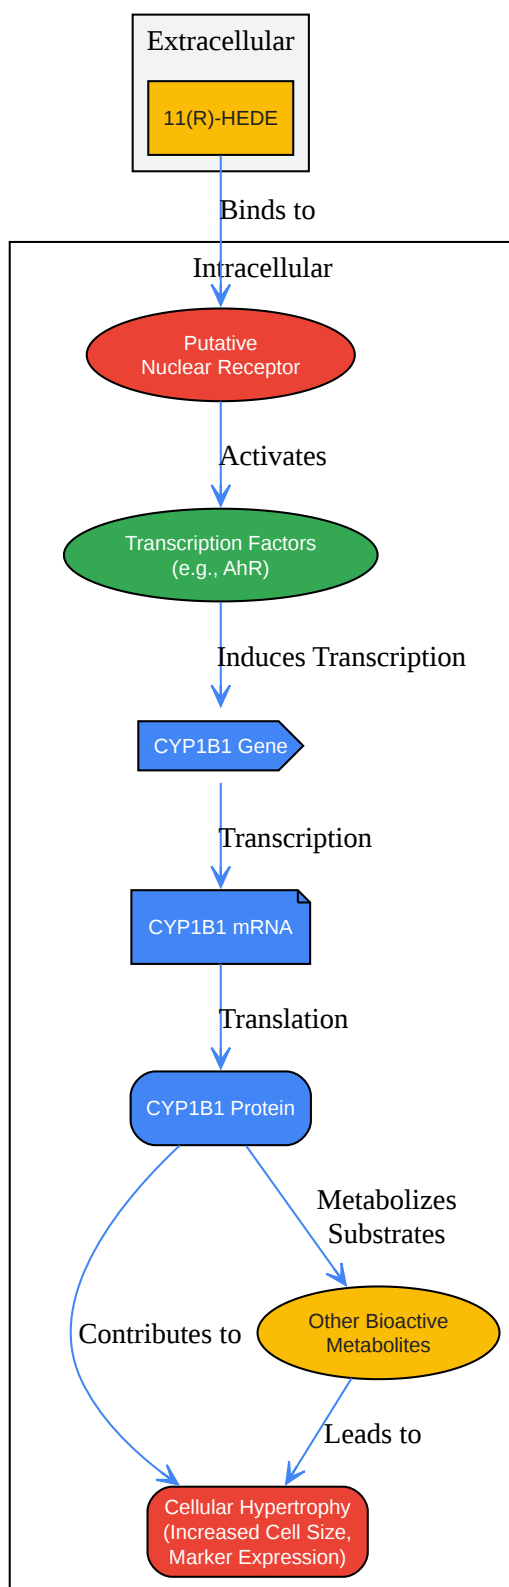 Extracellular
11(R)-HEDE
Binds to
Intracellular
Putative
Nuclear Receptor
Activates
Transcription Factors
(e.g., AhR)
Induces Transcription
CYP1B1 Gene
Transcription
CYP1B1 mRNA
Translation
CYP1B1 Protein
Metabolizes
Substrates
Contributes to
Other Bioactive
Metabolites
Leads to
Cellular Hypertrophy
(Increased Cell Size,
Marker Expression)